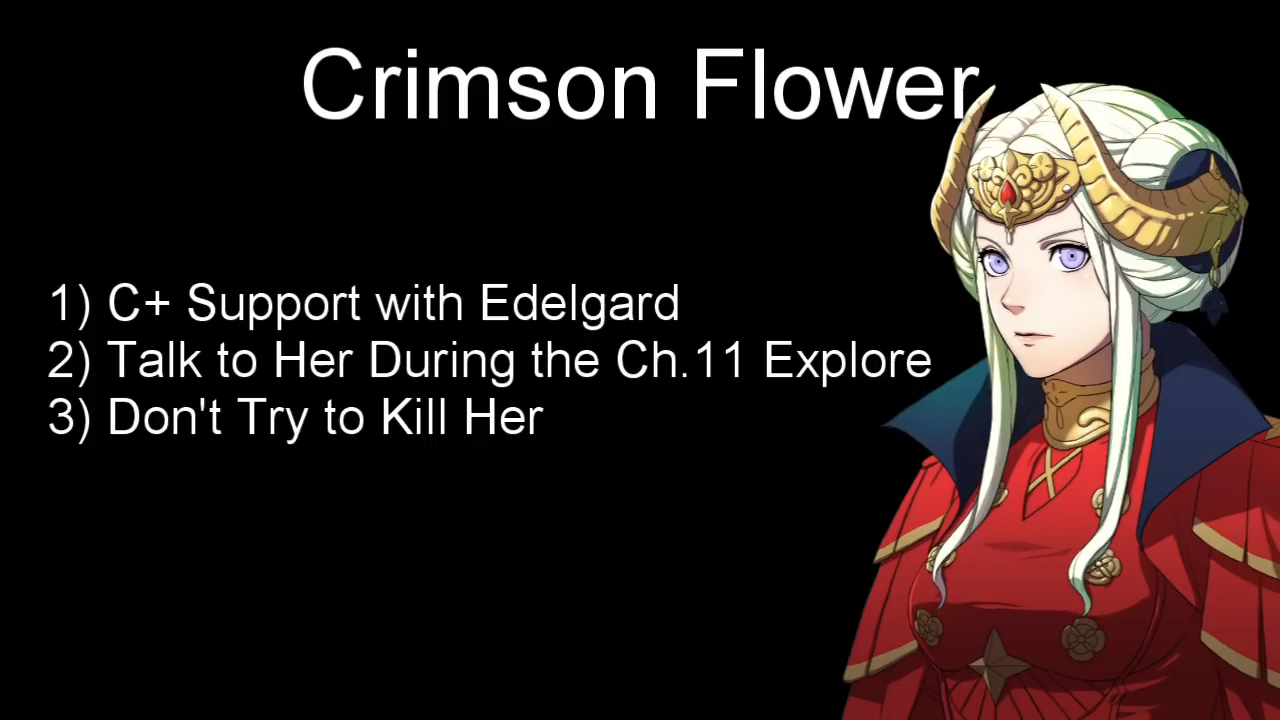 Crimson Flower
1) C+ Support with Edelgard
2) Talk to Her During the Ch.11 Explore
3) Don't Try to Kill Her